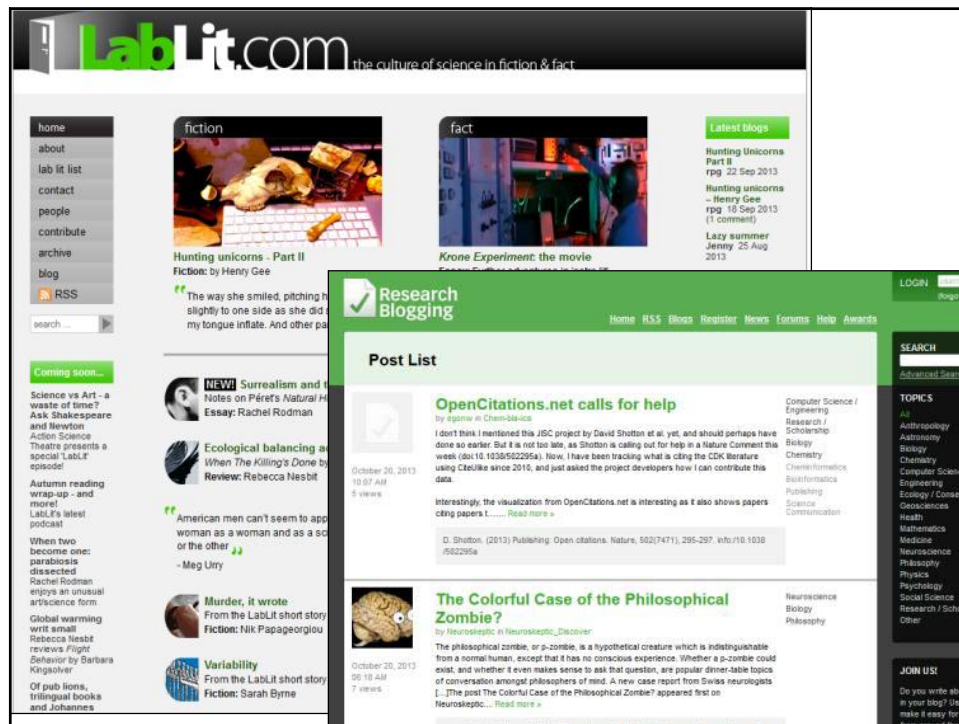 LabLit.com
the culture of science in fiction & fact
home
about
lab lit list
contact
people
contribute
archive
blog
RSS
search ...
Coming soon...
Science vs Art - a
waste of time?
Ask Shakespeare
and Newton
Action Science
Theatre presents a
special 'LabLit'
episode!
Autumn reading
wrap-up - and
more!
LabLit's latest
podcast
When two
become one:
parabiosis
dissected
Rachel Rodman
enjoys an unusual
art/science form
Global warming
writ small
Rebecca Nesbit
reviews Flight
Behavior by Barbara
Kingsolver
Of pub lions,
trilingual books
and Johannes
fiction
Hunting unicorns - Part II
Fiction: by Henry Gee
The way she smiled, pitching h
slightly to one side as she did s
my tongue inflate. And other pa
NEW! Surrealism and t
Notes on Péret's Natural Hi
Essay: Rachel Rodman
Ecological balancing a
When The Killing's Done by
Review: Rebecca Nesbit
American men can't seem to app
woman as a woman and as a sc
or the other
- Meg Urry
Murder, it wrote
From the LabLit short story
Fiction: Nik Papageorgiou
Variability
From the LabLit short story
Fiction: Sarah Byrne
fact
Krone Experiment: the movie
Latest blogs
Hunting Unicorns
Part II
rpg 22 Sep 2013
Hunting unicorns
– Henry Gee
rpg 18 Sep 2013
(1 comment)
Lazy summer
Jenny 25 Aug
2013
Research
Blogging
Home RSS Blogs Register News Forums Help Awards
LOGIN
Post List
OpenCitations.net calls for help
by egonw in Chem-bla-ics
I don't think I mentioned this JISC project by David Shotton et al. yet, and should perhaps have
done so earlier. But it is not too late, as Shotton is calling out for help in a Nature Comment this
week (doi:10.1038/502295a). Now, I have been tracking what is citing the CDK literature
using CiteUlike since 2010, and just asked the project developers how I can contribute this
data.
Interestingly, the visualization from OpenCitations.net is interesting as it also shows papers
citing papers t....... Read more »
D. Shotton. (2013) Publishing: Open citations. Nature, 502(7471), 295-297. info:/10.1038
/502295a
October 20, 2013
10:07 AM
5 views
Computer Science /
Engineering
Research /
Scholarship
Biology
Chemistry
Cheminformatics
Bioinformatics
Publishing
Science
Communication
The Colorful Case of the Philosophical
Zombie?
by Neuroskeptic in Neuroskeptic_Discover
The philosophical zombie, or p-zombie, is a hypothetical creature which is indistinguishable
from a normal human, except that it has no conscious experience. Whether a p-zombie could
exist, and whether it even makes sense to ask that question, are popular dinner-table topics
of conversation amongst philosophers of mind. A new case report from Swiss neurologists
[...]The post The Colorful Case of the Philosophical Zombie? appeared first on
Neuroskeptic.... Read more »
October 20, 2013
06:18 AM
7 views
Neuroscience
Biology
Philosophy
SEARCH
Advanced Sear
TOPICS
All
Anthropology
Astronomy
Biology
Chemistry
Computer Scienc
Engineering
Ecology / Conse
Geosciences
Health
Mathematics
Medicine
Neuroscience
Philosophy
Physics
Psychology
Social Science
Research / Scho
Other
JOIN US!
Do you write ab
in your blog? Us
make it easy for